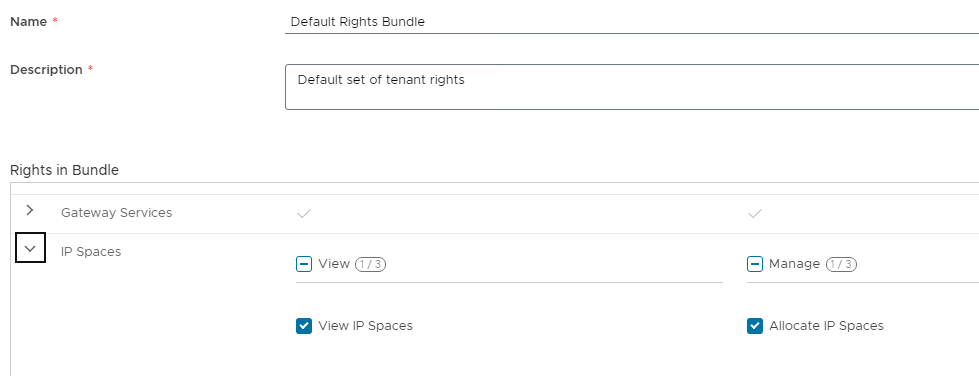 Name * Default Rights Bundle
Description * Default set of tenant rights
Rights in Bundle
Gateway Services
IP Spaces
View 1 / 3 Manage 1 / 3
View IP Spaces Allocate IP Spaces